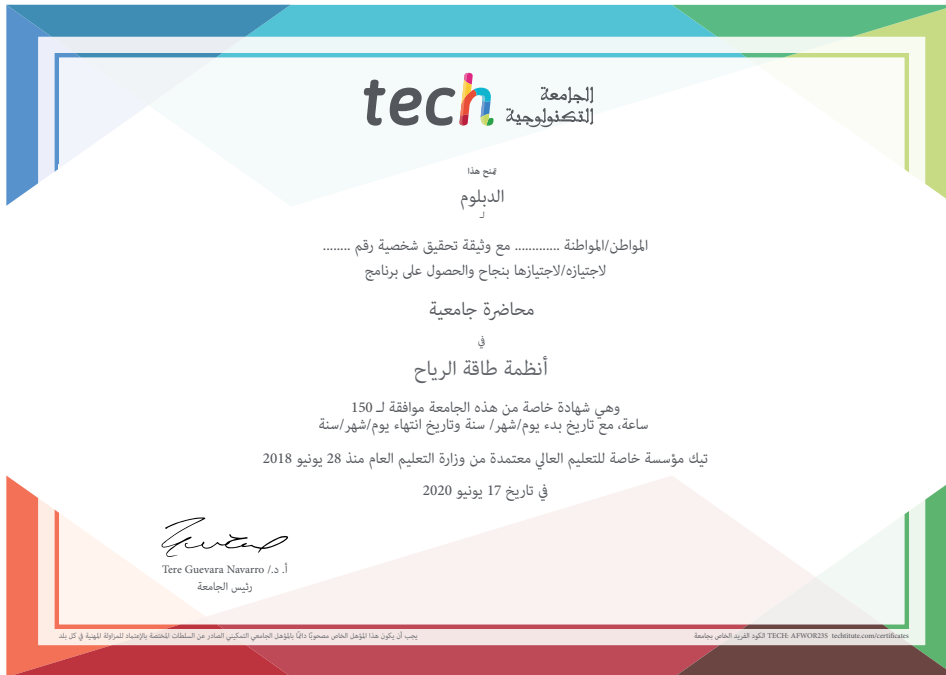 tech الجامعة
التكنولوجية
يمنح هذا
الدبلوم
لـ
المواطن/المواطنة ............ مع وثيقة تحقيق شخصية رقم ........
لاجتيازه/لاجتيازها بنجاح والحصول على برنامج
محاضرة جامعية
في
أنظمة طاقة الرياح
وهي شهادة خاصة من هذه الجامعة موافقة لـ 150
ساعة، مع تاريخ بدء يوم/شهر/ سنة وتاريخ انتهاء يوم/شهر/سنة
تيك مؤسسة خاصة للتعليم العالي معتمدة من وزارة التعليم العام منذ 28 يونيو 2018
في تاريخ 17 يونيو 2020
أ. د./ Tere Guevara Navarro
رئيس الجامعة
يجب أن يكون هذا المؤهل الخاص مصحوبًا دائمًا بالمؤهل الجامعي التمكيني الصادر عن السلطات المختصة بالإعتماد للمزاولة المهنية في كل بلد
الكود الفريد الخاص بجامعة TECH: AFWOR23S techtitute.com/certificates